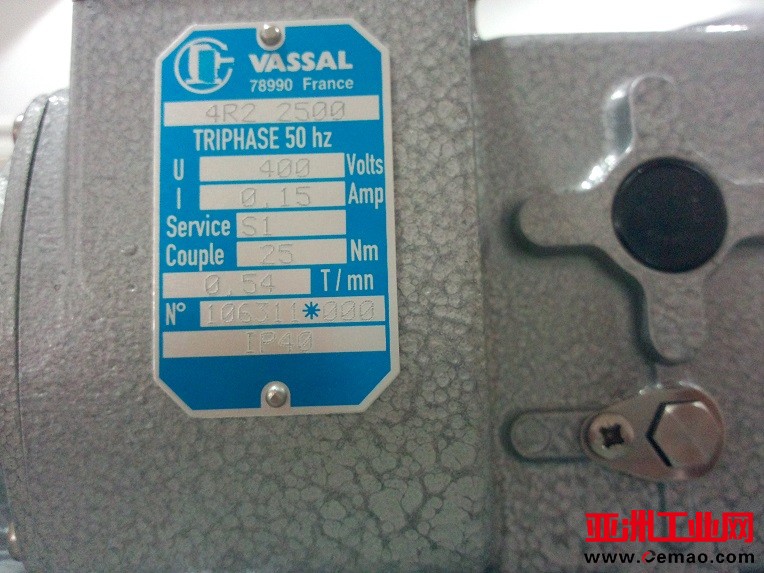 VASSAL
78990 France
4R2 2500
TRIPHASE 50 hz
U 400 Volts
I 0,15 Amp
Service S1
Couple 25 Nm
0,54 T/mn
N° 106311*000
IP40
亚洲工业网
www.Cemao.com